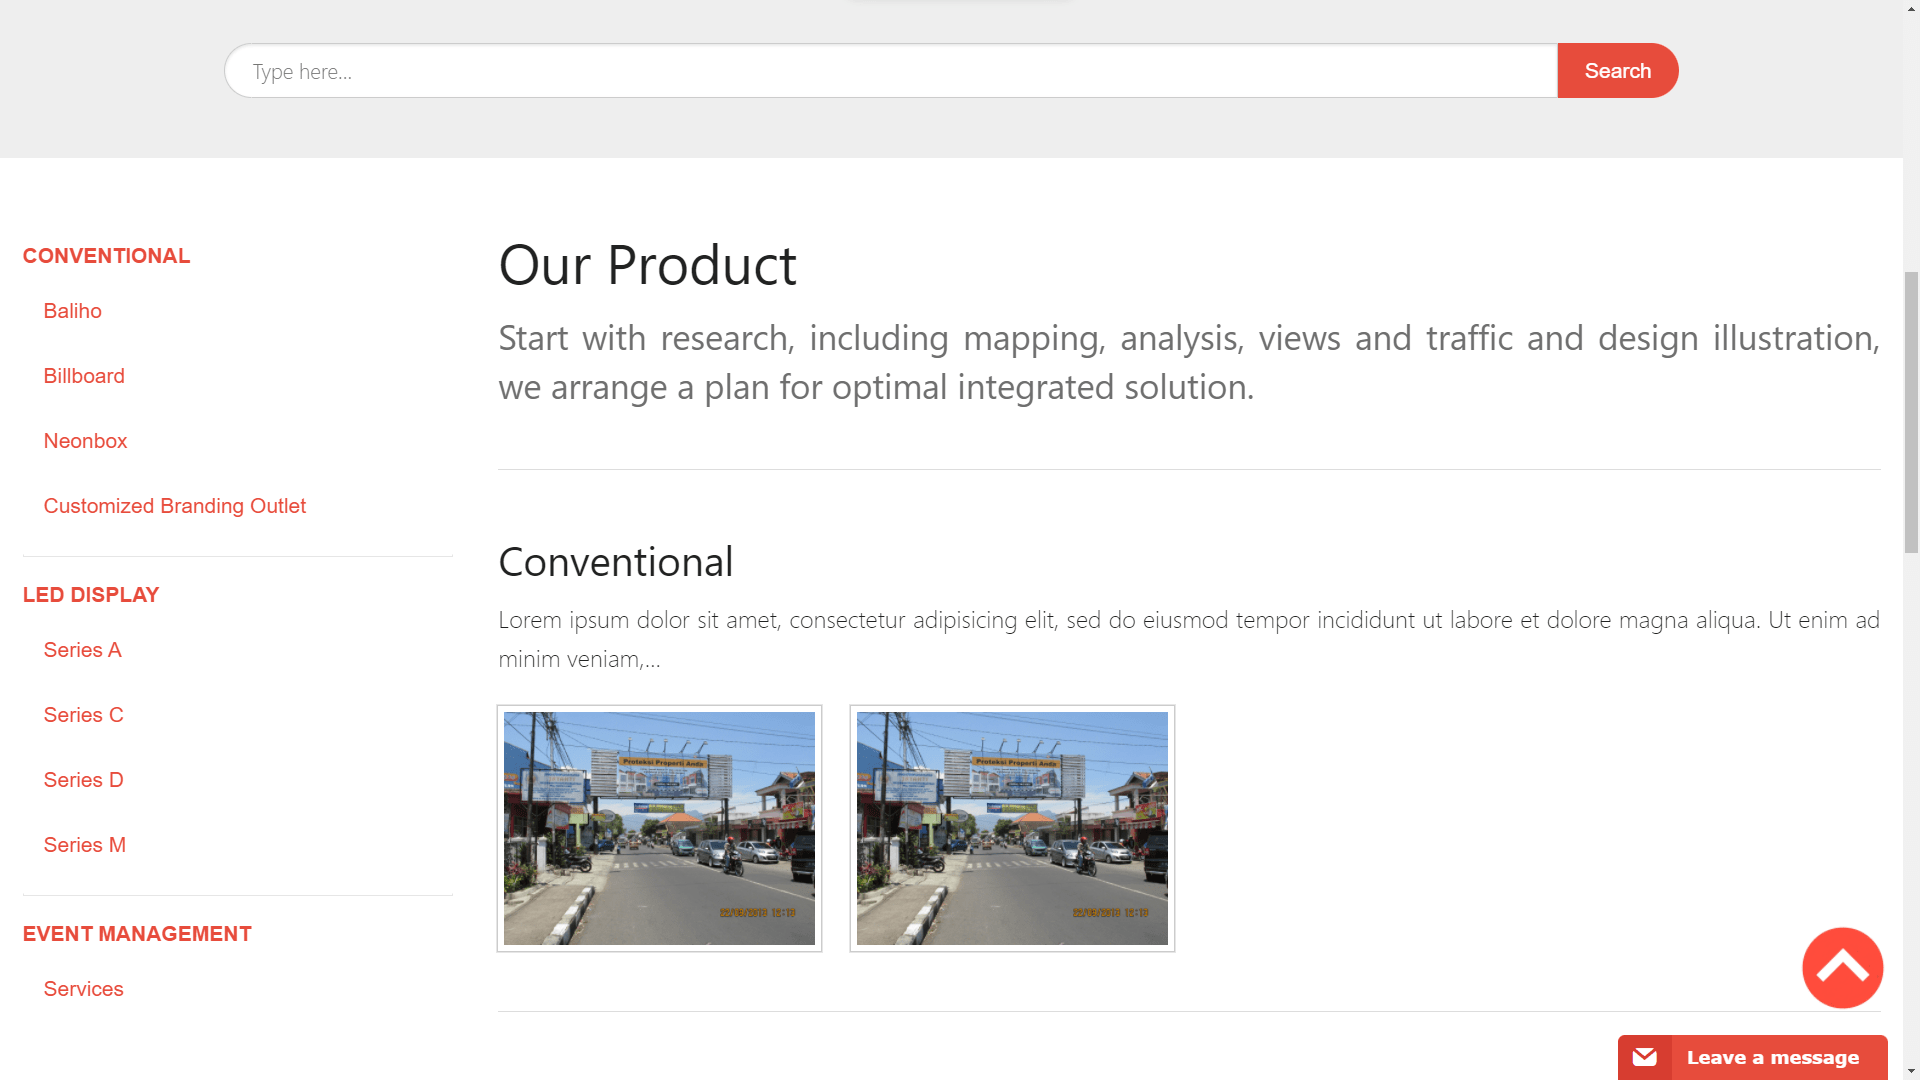 Type here...
Search
CONVENTIONAL
Baliho
Billboard
Neonbox
Customized Branding Outlet
LED DISPLAY
Series A
Series C
Series D
Series M
EVENT MANAGEMENT
Services
Our Product
Start with research, including mapping, analysis, views and traffic and design illustration,
we arrange a plan for optimal integrated solution.
Conventional
Lorem ipsum dolor sit amet, consectetur adipisicing elit, sed do eiusmod tempor incididunt ut labore et dolore magna aliqua. Ut enim ad
minim veniam,...
Proteksi Properti Anda
Proteksi Properti Anda
Leave a message